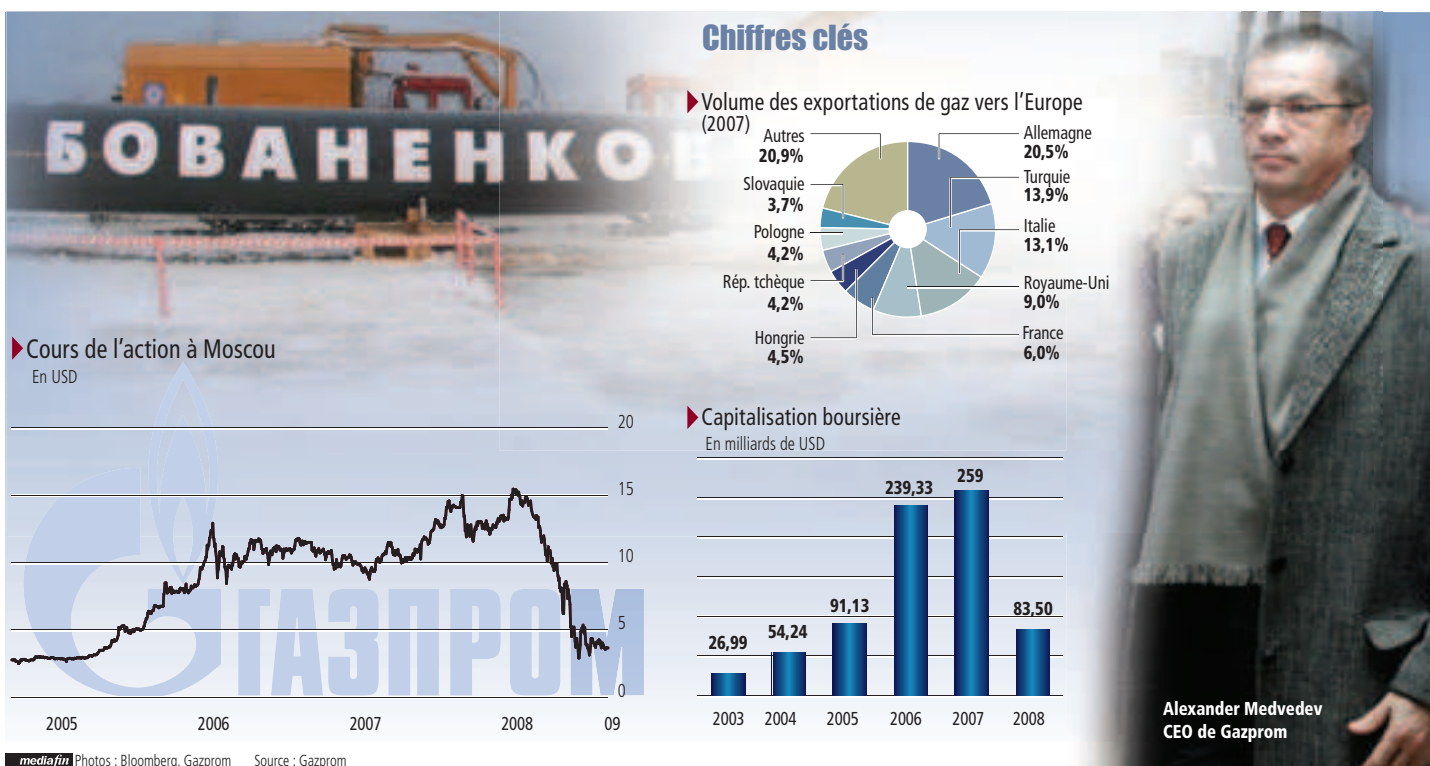 Chiffres clés
БОВАНЕНКОВ
Volume des exportations de gaz vers l'Europe
(2007)
Autres
20,9%
Slovaquie
3,7%
Pologne
4,2%
Rép. tchèque
4,2%
Hongrie
4,5%
Allemagne
20,5%
Turquie
13,9%
Italie
13,1%
Royaume-Uni
9,0%
France
6,0%
Cours de l'action à Moscou
En USD
20
15
10
5
0
ГАЗПРОМ
2005 2006 2007 2008 09
Capitalisation boursière
En milliards de USD
26,99 54,24 91,13 239,33 259 83,50
2003 2004 2005 2006 2007 2008
Alexander Medvedev
CEO de Gazprom
mediafin Photos : Bloomberg, Gazprom Source : Gazprom